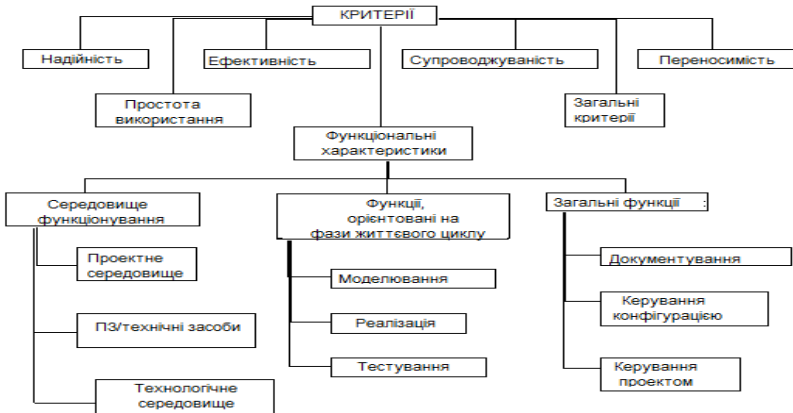 КРИТЕРІЇ
Надійність
Ефективність
Супроводжуваність
Переносимість
Простота
використання
Загальні
критерії
Функціональні
характеристики
Середовище
функціонування
Функції,
орієнтовані на
фази життєвого циклу
Загальні функції :
Проектне
середовище
Моделювання
Документування
ПЗ/технічні засоби
Реалізація
Керування
конфігурацією
Тестування
Керування
проектом
Технологічне
середовище